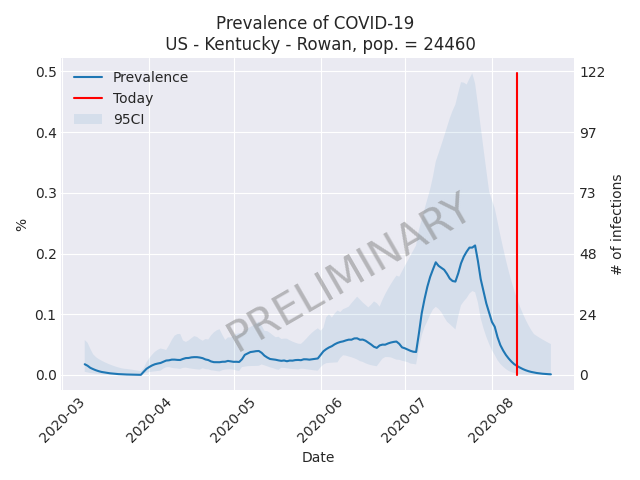 Prevalence of COVID-19
US - Kentucky - Rowan, pop. = 24460
Prevalence
Today
95CI
0.5
0.4
0.3
0.2
0.1
0.0
%
122
97
73
48
24
0
# of infections
PRELIMINARY
2020-03
2020-04
2020-05
2020-06
2020-07
2020-08
Date